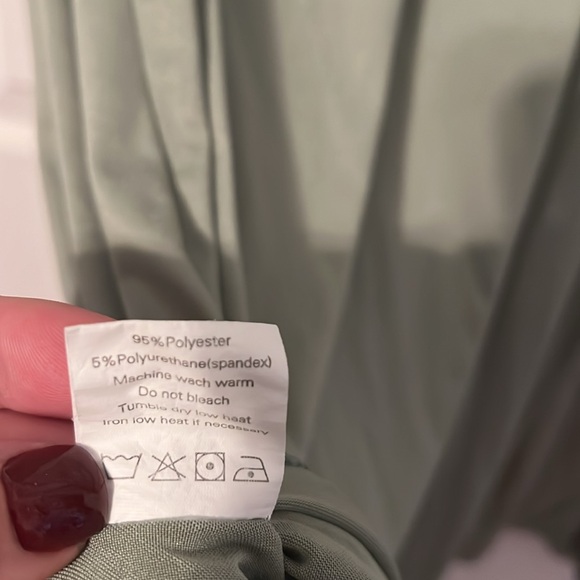 95%Polyester
5%Polyurethane(spandex)
Machine wach warm
Do not bleach
Tumble dry low heat
Iron low heat if necessary